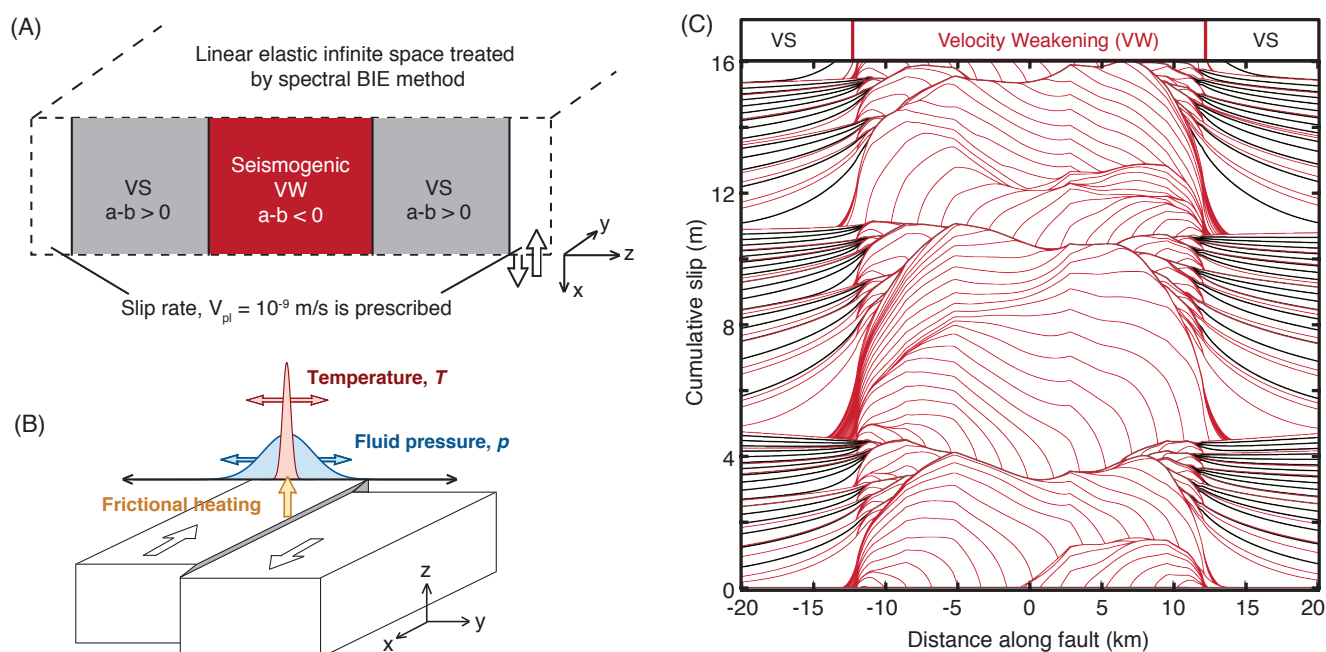 (A)
Linear elastic infinite space treated
by spectral BIE method
VS
a-b > 0
Seismogenic
VW
a-b < 0
VS
a-b > 0
y
z
x
Slip rate, Vpl = 10⁻⁹ m/s is prescribed
(B)
Temperature, T
Fluid pressure, p
Frictional heating
z
y
x
(C)
VS
Velocity Weakening (VW)
VS
16
12
8
4
0
Cumulative slip (m)
-20 -15 -10 -5 0 5 10 15 20
Distance along fault (km)